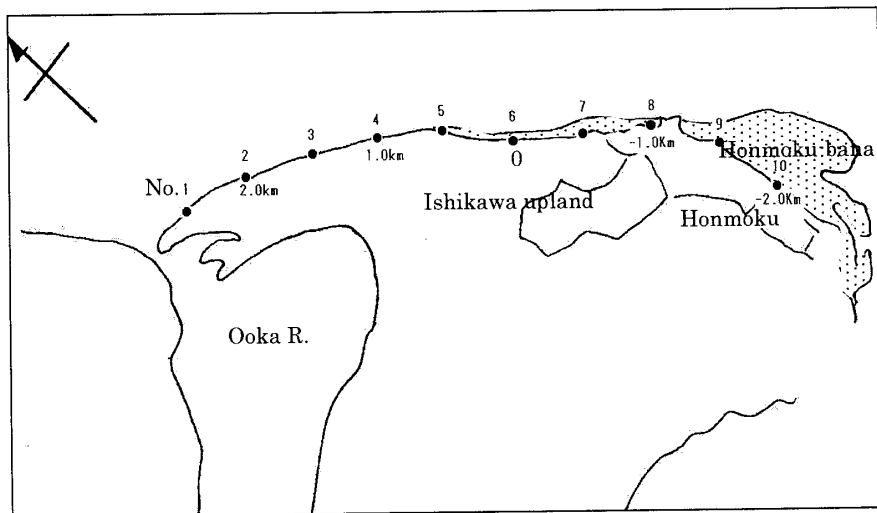 No. 1
2
3
4
5
6
7
8
9
10
2.0km
1.0km
0
-1.0Km
-2.0Km
Honmoku bana
Ishikawa upland
Honmoku
Ooka R.